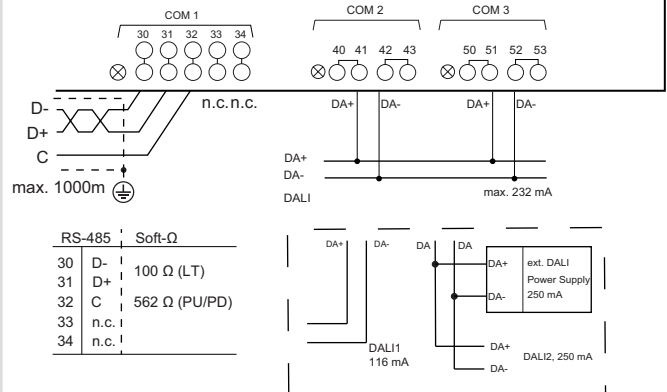 COM 1
COM 2
COM 3
30 31 32 33 34
40 41 42 43
50 51 52 53
n.c. n.c.
D-
D+
C
max. 1000m
DA+ DA-
DA+ DA-
DA+
DA-
DALI
max. 232 mA
RS-485 Soft-Ω
30 D-
31 D+
32 C
33 n.c.
34 n.c.
100 Ω (LT)
562 Ω (PU/PD)
DA+ DA-
DA DA
DA+
DA-
ext. DALI
Power Supply
250 mA
DALI1
116 mA
DA+
DA-
DALI2, 250 mA